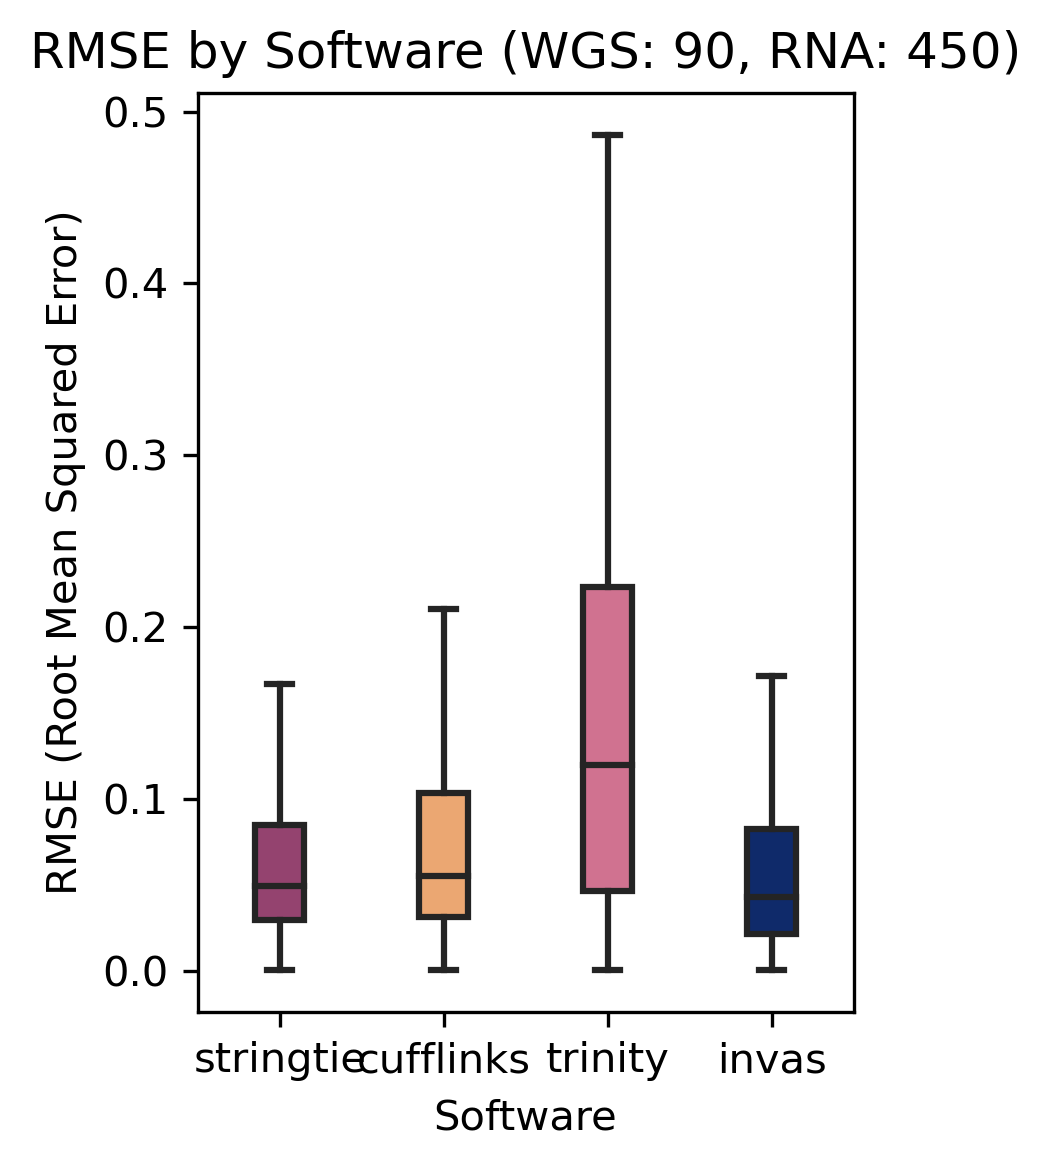 RMSE by Software (WGS: 90, RNA: 450)
RMSE (Root Mean Squared Error)
0.5
0.4
0.3
0.2
0.1
0.0
stringtie cufflinks trinity invas
Software